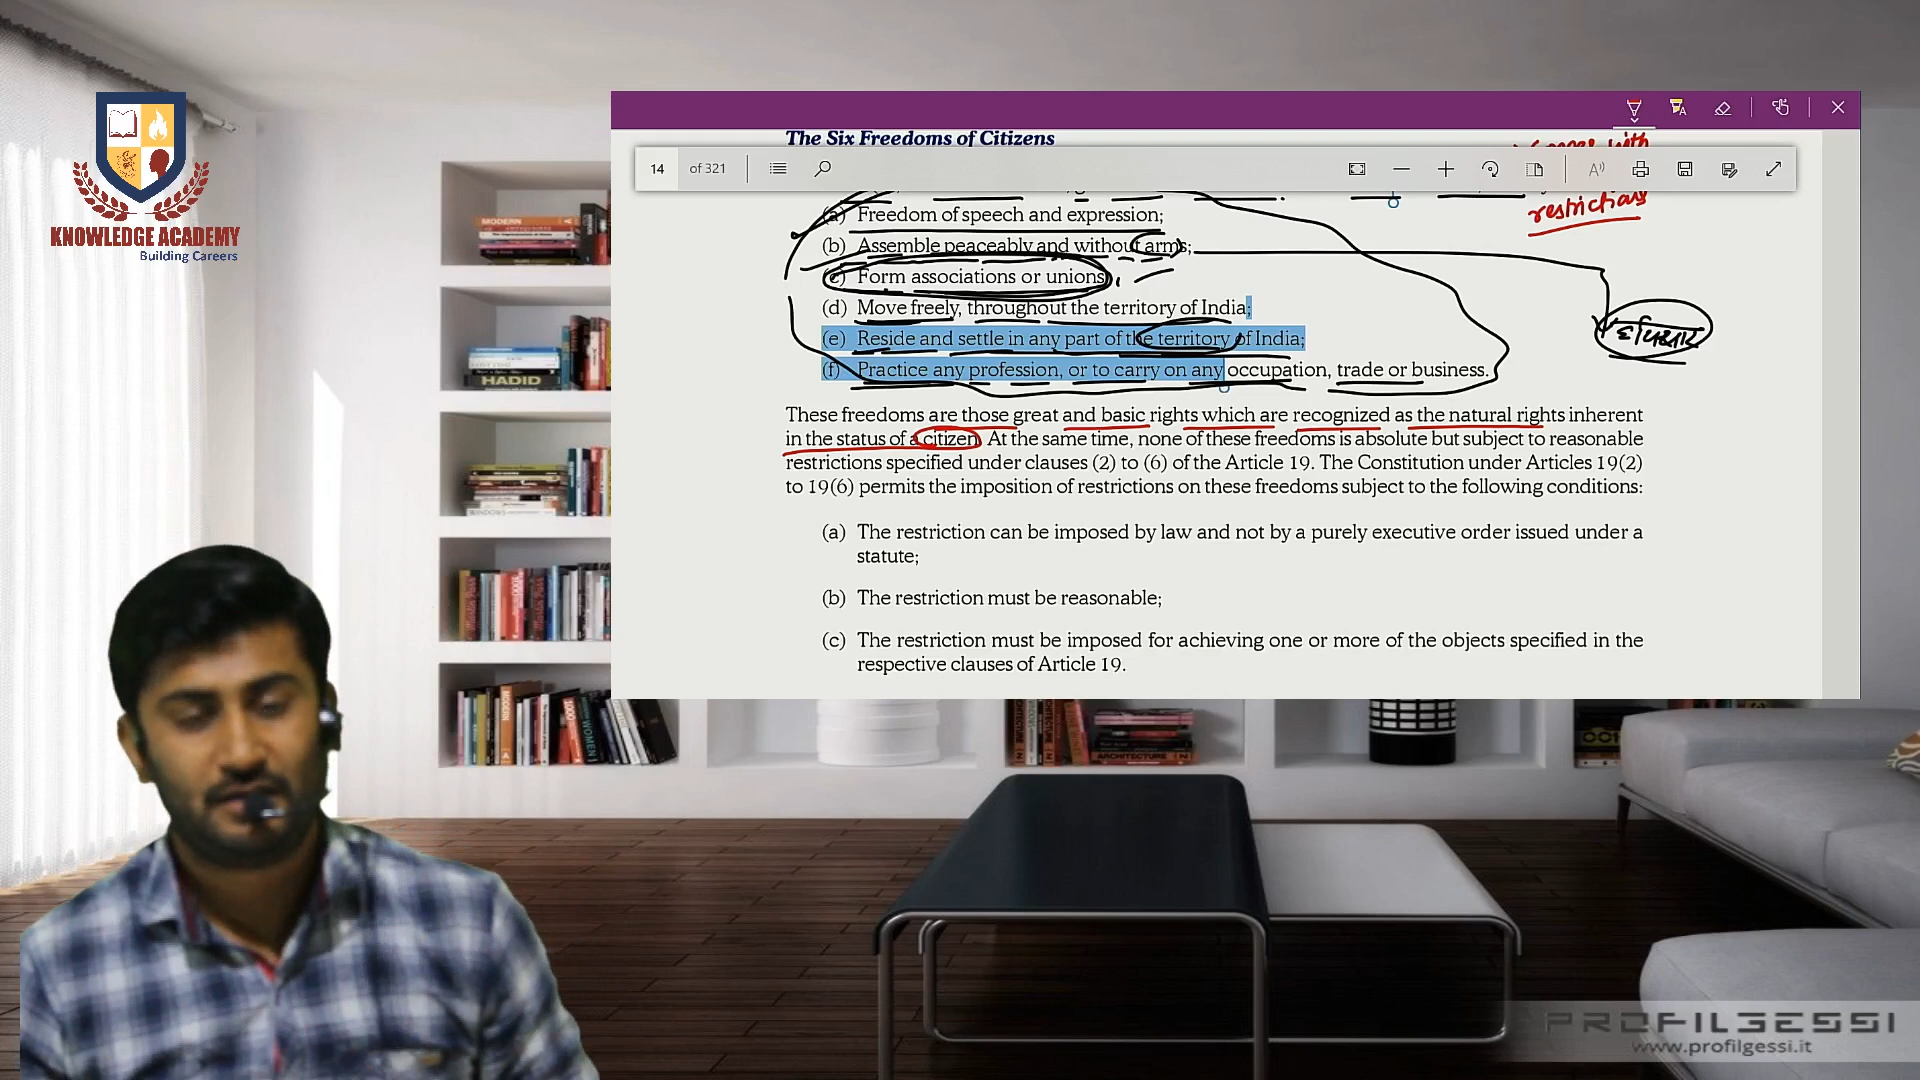 KNOWLEDGE ACADEMY
Building Careers
The Six Freedoms of Citizens
with
restrictions
14 of 321
(a) Freedom of speech and expression;
(b) Assemble peaceably and without arms;
(c) Form associations or unions
(d) Move freely, throughout the territory of India;
(e) Reside and settle in any part of the territory of India;
(f) Practice any profession, or to carry on any occupation, trade or business.
These freedoms are those great and basic rights which are recognized as the natural rights inherent
in the status of a citizen. At the same time, none of these freedoms is absolute but subject to reasonable
restrictions specified under clauses (2) to (6) of the Article 19. The Constitution under Articles 19(2)
to 19(6) permits the imposition of restrictions on these freedoms subject to the following conditions:
(a) The restriction can be imposed by law and not by a purely executive order issued under a
statute;
(b) The restriction must be reasonable;
(c) The restriction must be imposed for achieving one or more of the objects specified in the
respective clauses of Article 19.
MODERN
HADID
1000
WOMEN
ARCHITECTURE
PROFILGESSI
www.profilgessi.it